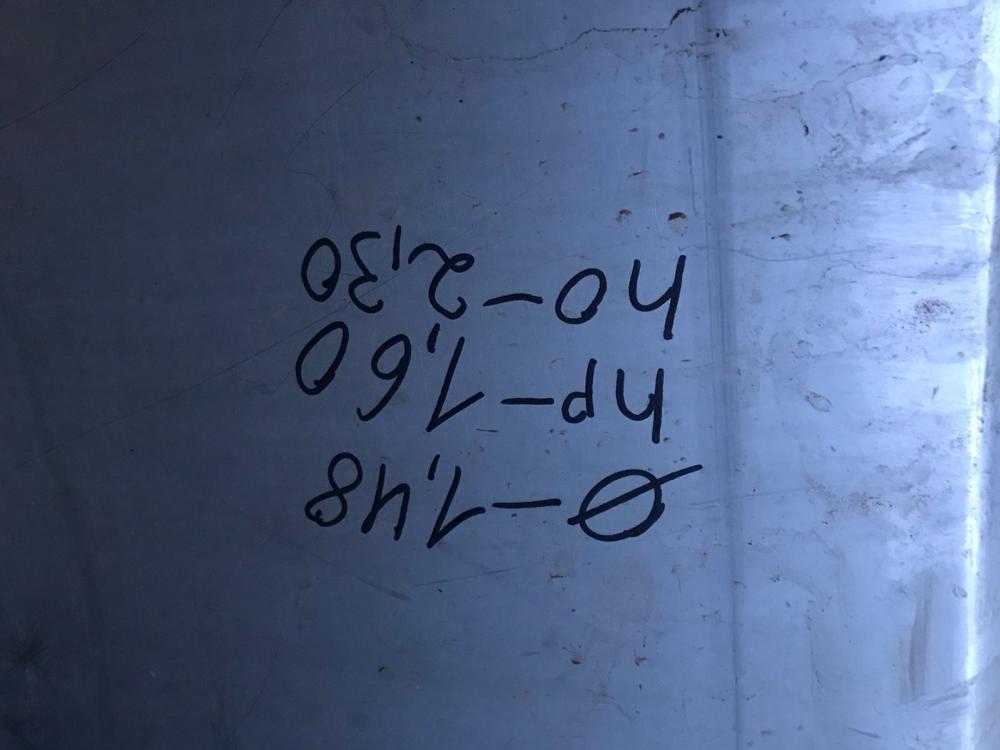 Ø – 1,48
hp – 1,60
ho – 2,30